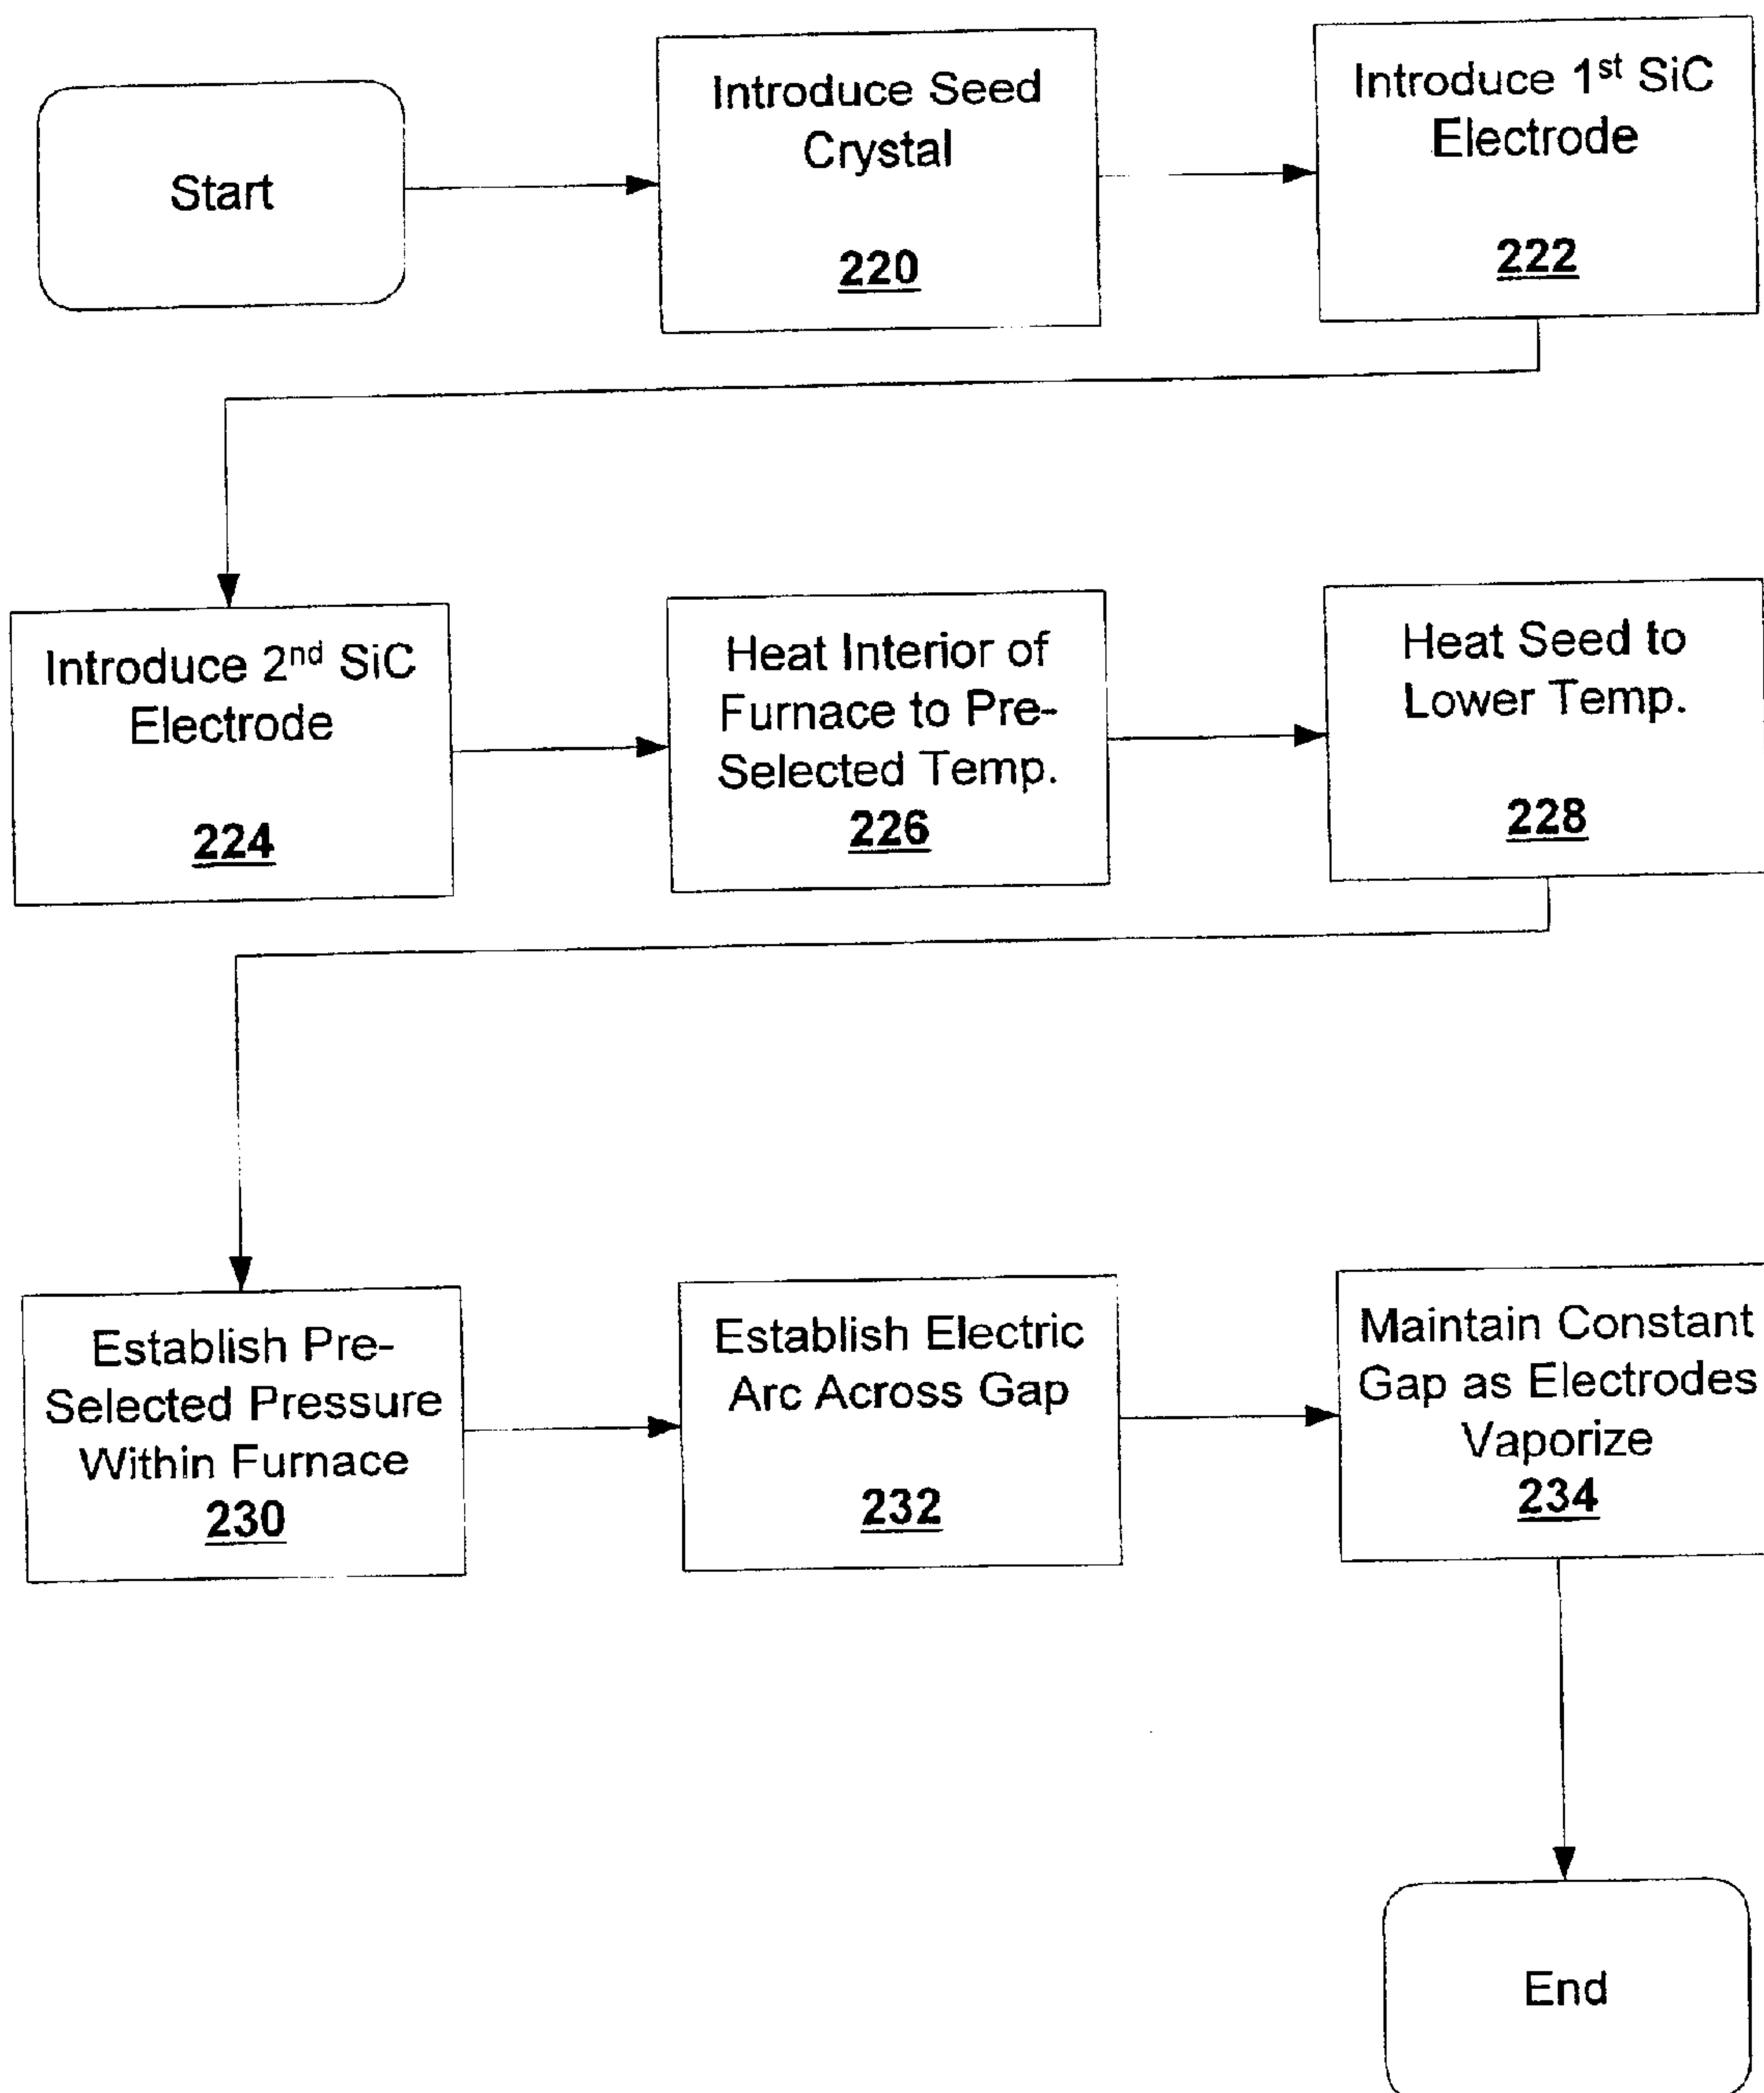 Start
Introduce Seed
Crystal
220
Introduce 1st SiC
Electrode
222
Introduce 2nd SiC
Electrode
224
Heat Interior of
Furnace to Pre-
Selected Temp.
226
Heat Seed to
Lower Temp.
228
Establish Pre-
Selected Pressure
Within Furnace
230
Establish Electric
Arc Across Gap
232
Maintain Constant
Gap as Electrodes
Vaporize
234
End